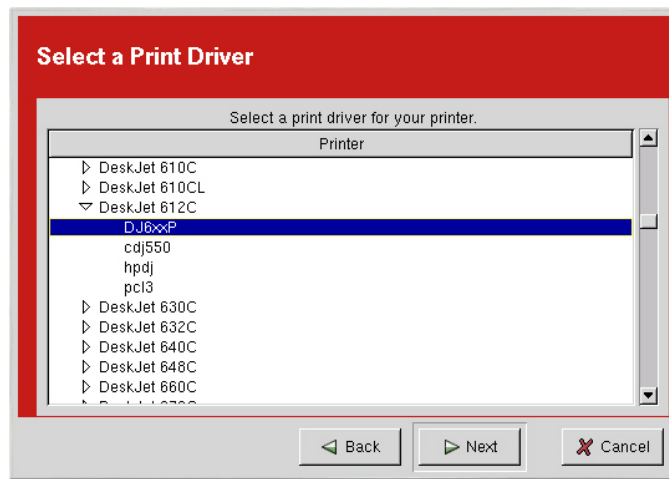 Select a Print Driver
Select a print driver for your printer.
Printer
DeskJet 610C
DeskJet 610CL
DeskJet 612C
DJ6xxP
cdj550
hpdj
pcl3
DeskJet 630C
DeskJet 632C
DeskJet 640C
DeskJet 648C
DeskJet 660C
Back
Next
Cancel